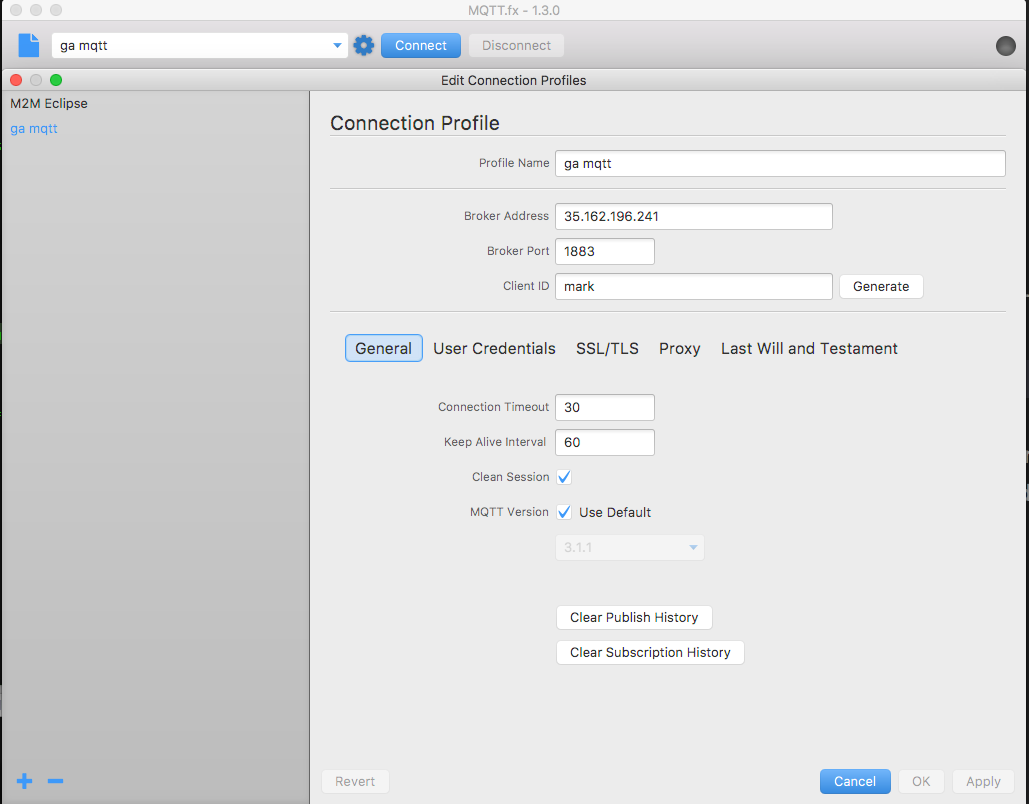 MQTT.fx - 1.3.0
ga mqtt
Connect
Disconnect
Edit Connection Profiles
M2M Eclipse
ga mqtt
Connection Profile
Profile Name
ga mqtt
Broker Address
35.162.196.241
Broker Port
1883
Client ID
mark
Generate
General User Credentials SSL/TLS Proxy Last Will and Testament
Connection Timeout
30
Keep Alive Interval
60
Clean Session
MQTT Version
Use Default
3.1.1
Clear Publish History
Clear Subscription History
Revert
Cancel
OK
Apply